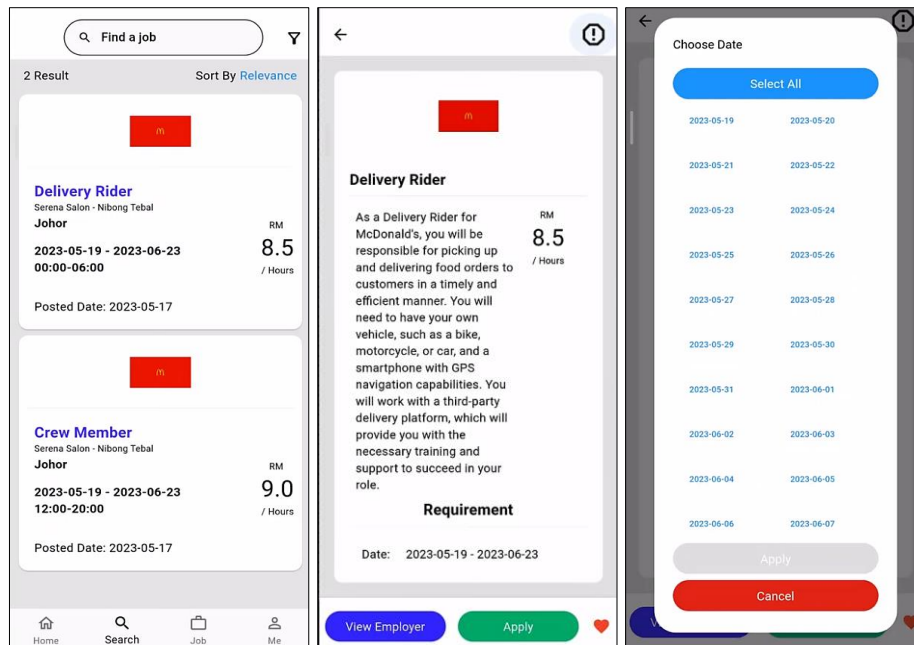 Find a job
2 Result Sort By Relevance
m
Delivery Rider
Serena Salon - Nibong Tebal
Johor
RM
2023-05-19 - 2023-06-23
8.5
00:00-06:00
/ Hours
Posted Date: 2023-05-17
m
Crew Member
Serena Salon - Nibong Tebal
Johor
RM
2023-05-19 - 2023-06-23
9.0
12:00-20:00
/ Hours
Posted Date: 2023-05-17
Home Search Job Me
m
Delivery Rider
As a Delivery Rider for
McDonald's, you will be
responsible for picking up
and delivering food orders to
customers in a timely and
efficient manner. You will
need to have your own
vehicle, such as a bike,
motorcycle, or car, and a
smartphone with GPS
navigation capabilities. You
will work with a third-party
delivery platform, which will
provide you with the
necessary training and
support to succeed in your
role.
RM
8.5
/ Hours
Requirement
Date: 2023-05-19 - 2023-06-23
View Employer Apply
Choose Date
Select All
2023-05-19 2023-05-20
2023-05-21 2023-05-22
2023-05-23 2023-05-24
2023-05-25 2023-05-26
2023-05-27 2023-05-28
2023-05-29 2023-05-30
2023-05-31 2023-06-01
2023-06-02 2023-06-03
2023-06-04 2023-06-05
2023-06-06 2023-06-07
Apply
Cancel